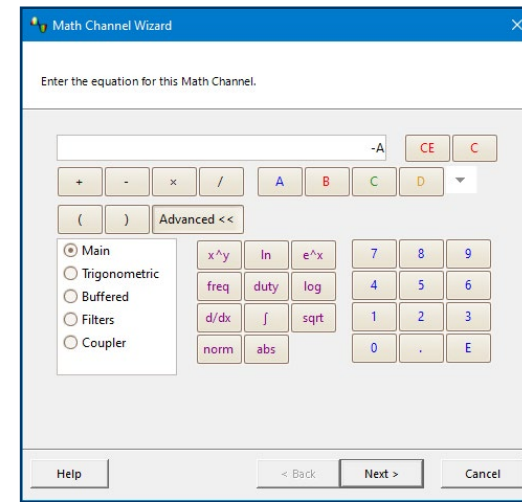 Math Channel Wizard
Enter the equation for this Math Channel.
-A CE C
+ - × / A B C D
( ) Advanced <<
Main x^y ln e^x 7 8 9
Trigonometric
Buffered freq duty log 4 5 6
Filters d/dx ∫ sqrt 1 2 3
Coupler norm abs 0 . E
Help < Back Next > Cancel